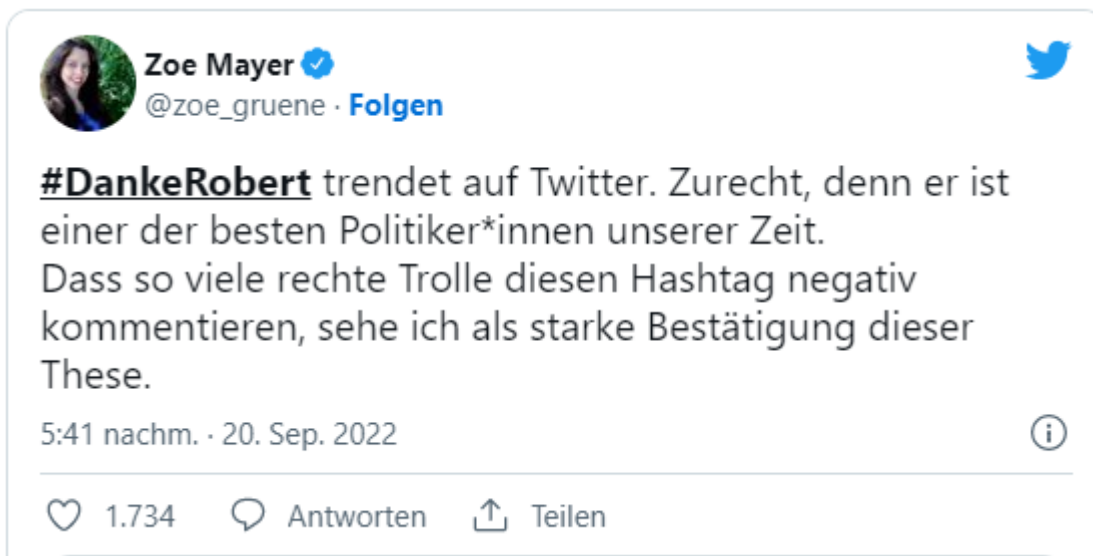 Zoe Mayer
@zoe_gruene · Folgen
#DankeRobert trendet auf Twitter. Zurecht, denn er ist
einer der besten Politiker*innen unserer Zeit.
Dass so viele rechte Trolle diesen Hashtag negativ
kommentieren, sehe ich als starke Bestätigung dieser
These.
5:41 nachm. · 20. Sep. 2022
1.734 Antworten Teilen